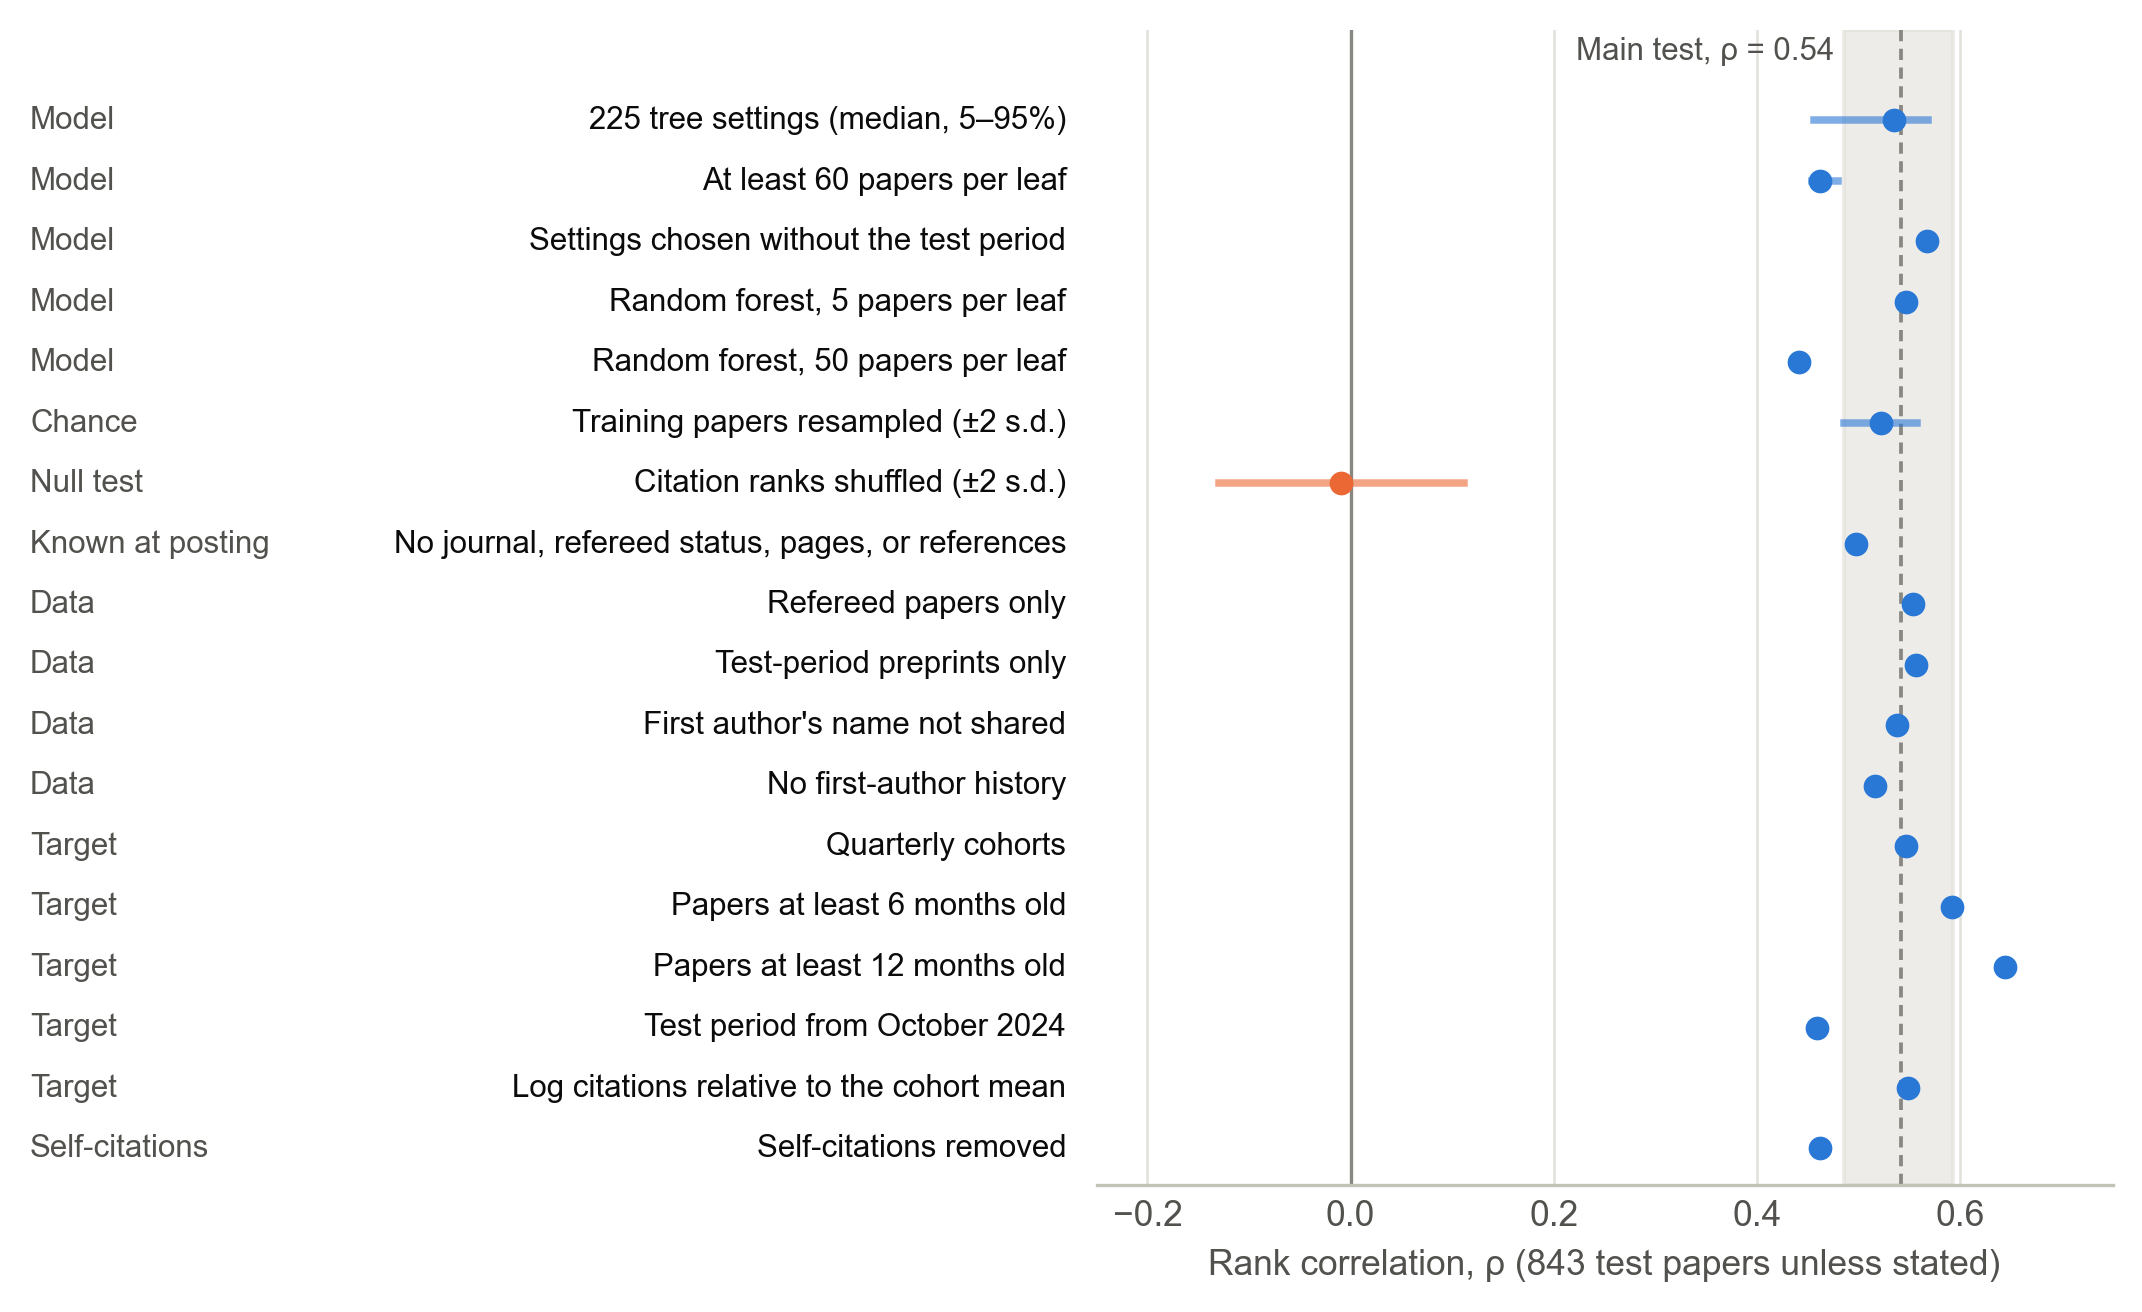 Main test, ρ = 0.54
Model 225 tree settings (median, 5–95%)
Model At least 60 papers per leaf
Model Settings chosen without the test period
Model Random forest, 5 papers per leaf
Model Random forest, 50 papers per leaf
Chance Training papers resampled (±2 s.d.)
Null test Citation ranks shuffled (±2 s.d.)
Known at posting No journal, refereed status, pages, or references
Data Refereed papers only
Data Test-period preprints only
Data First author's name not shared
Data No first-author history
Target Quarterly cohorts
Target Papers at least 6 months old
Target Papers at least 12 months old
Target Test period from October 2024
Target Log citations relative to the cohort mean
Self-citations Self-citations removed
−0.2 0.0 0.2 0.4 0.6
Rank correlation, ρ (843 test papers unless stated)